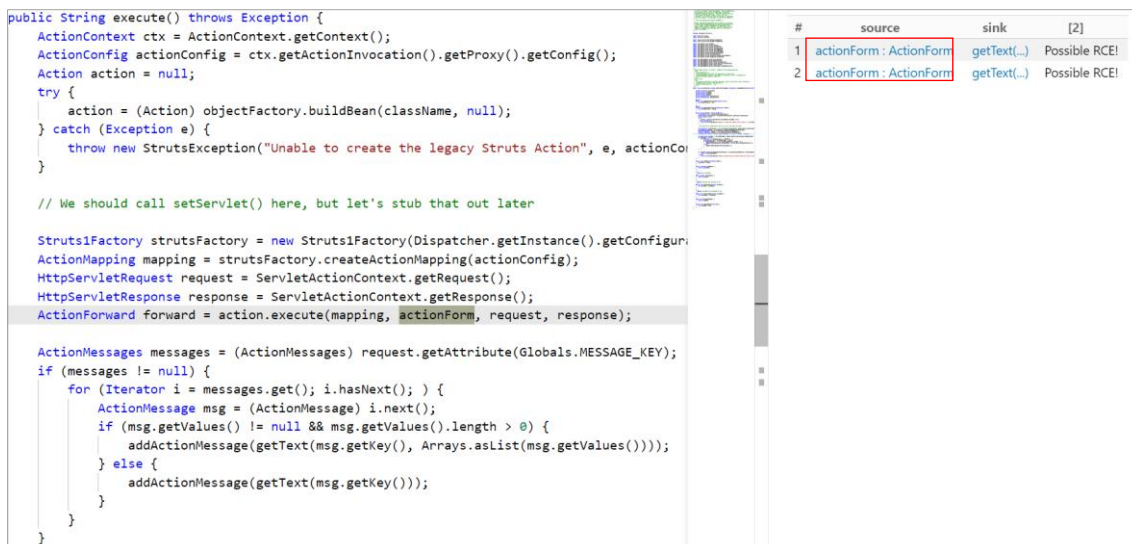 public String execute() throws Exception {
ActionContext ctx = ActionContext.getContext();
ActionConfig actionConfig = ctx.getActionInvocation().getProxy().getConfig();
Action action = null;
try {
action = (Action) objectFactory.buildBean(className, null);
} catch (Exception e) {
throw new StrutsException("Unable to create the legacy Struts Action", e, actionCo
}
// We should call setServlet() here, but let's stub that out later
Struts1Factory strutsFactory = new Struts1Factory(Dispatcher.getInstance().getConfigura
ActionMapping mapping = strutsFactory.createActionMapping(actionConfig);
HttpServletRequest request = ServletActionContext.getRequest();
HttpServletResponse response = ServletActionContext.getResponse();
ActionForward forward = action.execute(mapping, actionForm, request, response);
ActionMessages messages = (ActionMessages) request.getAttribute(Globals.MESSAGE_KEY);
if (messages != null) {
for (Iterator i = messages.get(); i.hasNext(); ) {
ActionMessage msg = (ActionMessage) i.next();
if (msg.getValues() != null && msg.getValues().length > 0) {
addActionMessage(getText(msg.getKey(), Arrays.asList(msg.getValues())));
} else {
addActionMessage(getText(msg.getKey()));
}
}
}
# source sink [2]
1 actionForm : ActionForm getText(...) Possible RCE!
2 actionForm : ActionForm getText(...) Possible RCE!